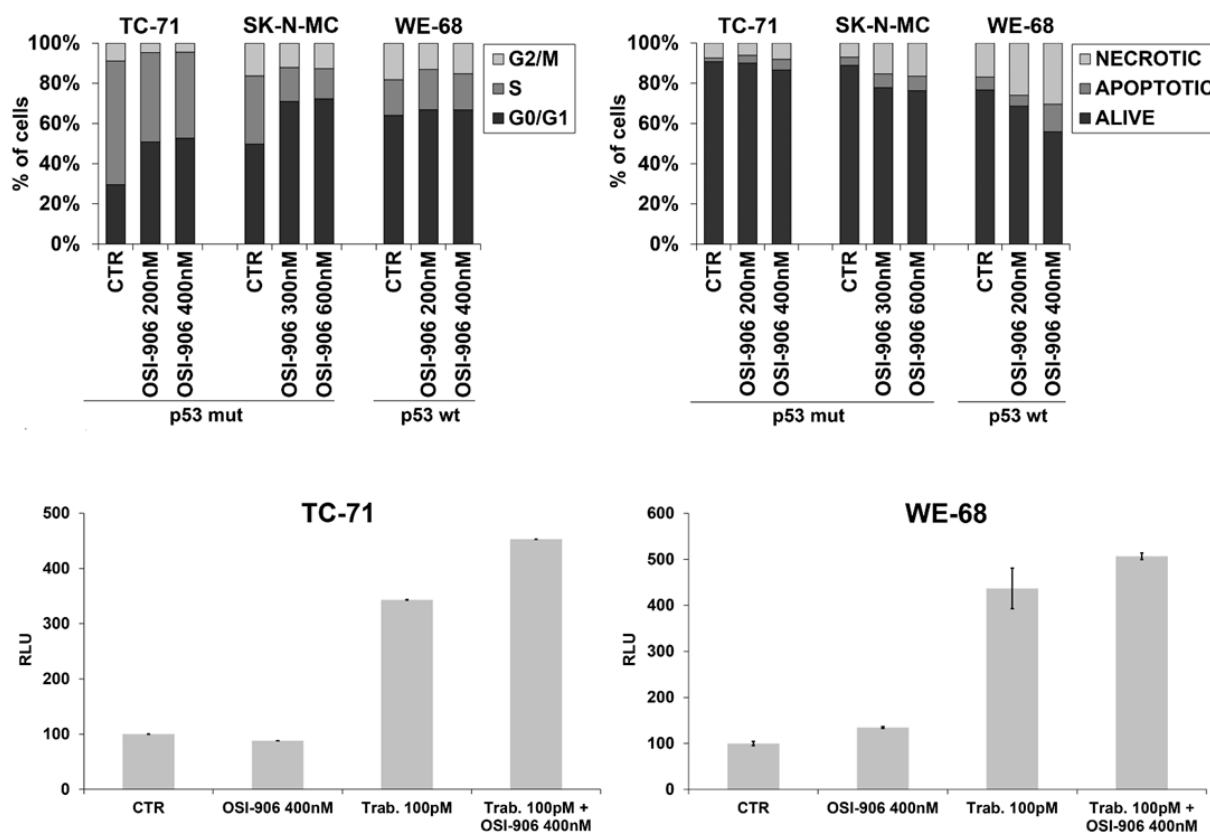 TC-71 SK-N-MC WE-68
% of cells
100%
80%
60%
40%
20%
0%
G2/M
S
G0/G1
CTR
OSI-906 200nM
OSI-906 400nM
CTR
OSI-906 300nM
OSI-906 600nM
CTR
OSI-906 200nM
OSI-906 400nM
p53 mut p53 wt
TC-71 SK-N-MC WE-68
% of cells
100%
80%
60%
40%
20%
0%
NECROTIC
APOPTOTIC
ALIVE
CTR
OSI-906 200nM
OSI-906 400nM
CTR
OSI-906 300nM
OSI-906 600nM
CTR
OSI-906 200nM
OSI-906 400nM
p53 mut p53 wt
TC-71
RLU
500
400
300
200
100
0
CTR OSI-906 400nM Trab. 100pM Trab. 100pM +
OSI-906 400nM
WE-68
RLU
600
500
400
300
200
100
0
CTR OSI-906 400nM Trab. 100pM Trab. 100pM +
OSI-906 400nM